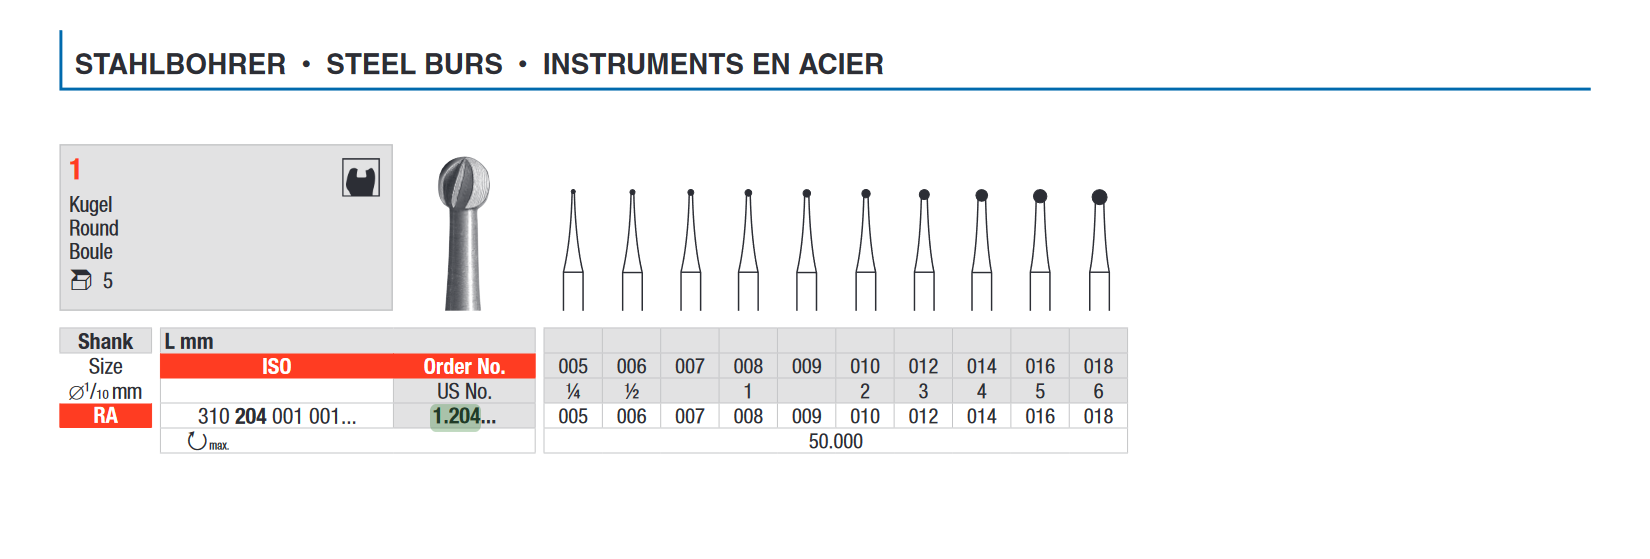 STAHLBOHRER • STEEL BURS • INSTRUMENTS EN ACIER
1
Kugel
Round
Boule
5
Shank L mm
Size ISO Order No. 005 006 007 008 009 010 012 014 016 018
∅1/10 mm US No. ¼ ½ 1 2 3 4 5 6
RA 310 204 001 001... 1.204... 005 006 007 008 009 010 012 014 016 018
max. 50.000